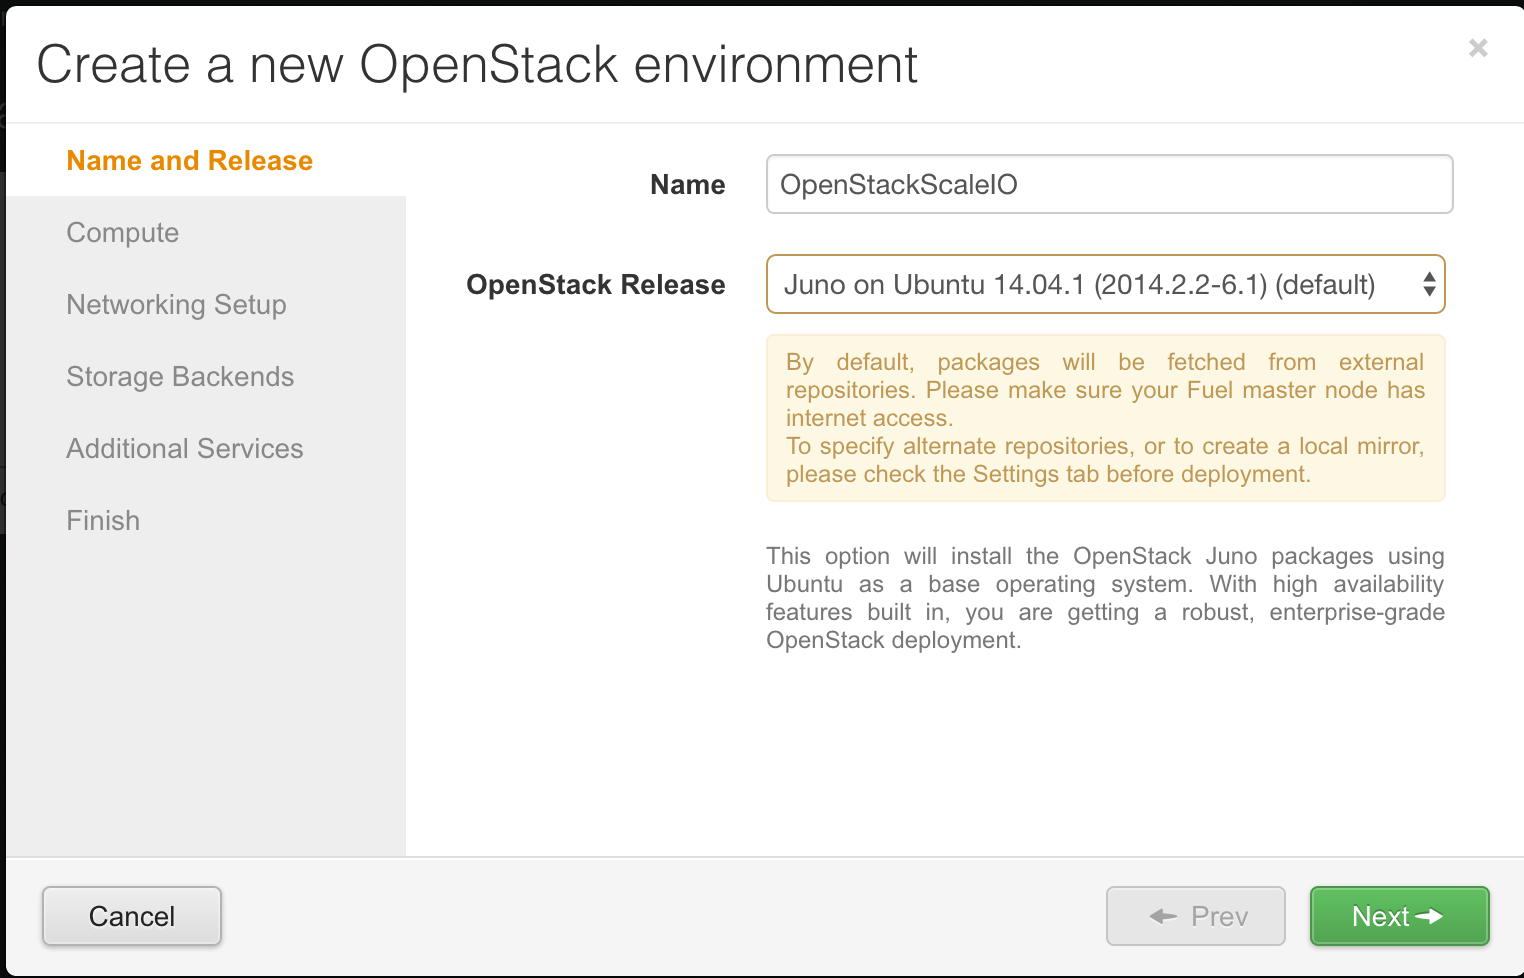 Create a new OpenStack environment
×
Name and Release
Compute
Networking Setup
Storage Backends
Additional Services
Finish
Name
OpenStackScaleIO
OpenStack Release
Juno on Ubuntu 14.04.1 (2014.2.2-6.1) (default)
By default, packages will be fetched from external
repositories. Please make sure your Fuel master node has
internet access.
To specify alternate repositories, or to create a local mirror,
please check the Settings tab before deployment.
This option will install the OpenStack Juno packages using
Ubuntu as a base operating system. With high availability
features built in, you are getting a robust, enterprise-grade
OpenStack deployment.
Cancel
Prev
Next